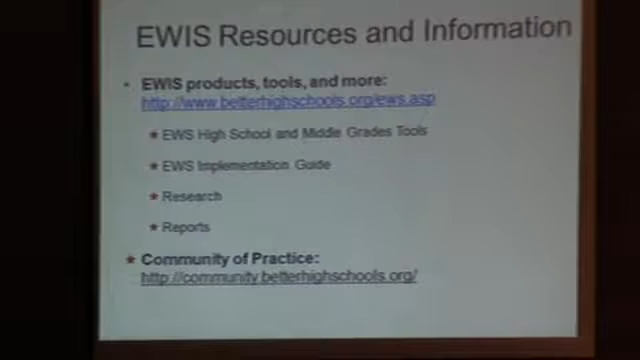 EWIS Resources and Information
• EWIS products, tools, and more:
http://www.betterhighschools.org/ews.asp
★ EWS High School and Middle Grades Tools
★ EWS Implementation Guide
★ Research
★ Reports
★ Community of Practice:
http://community.betterhighschools.org/